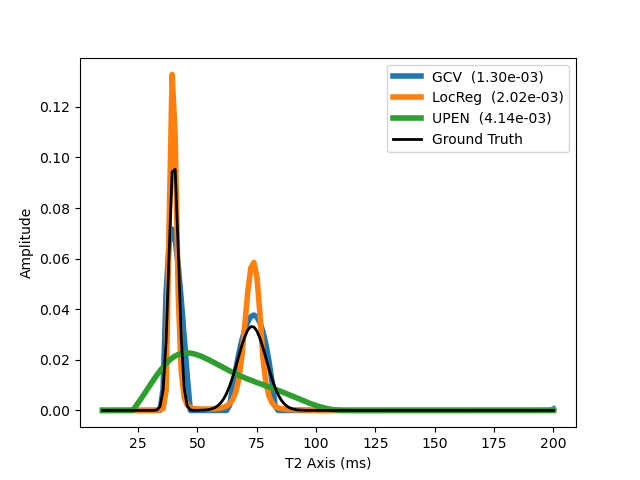 GCV  (1.30e-03)
LocReg  (2.02e-03)
UPEN  (4.14e-03)
Ground Truth
0.12
0.10
0.08
0.06
0.04
0.02
0.00
Amplitude
25 50 75 100 125 150 175 200
T2 Axis (ms)